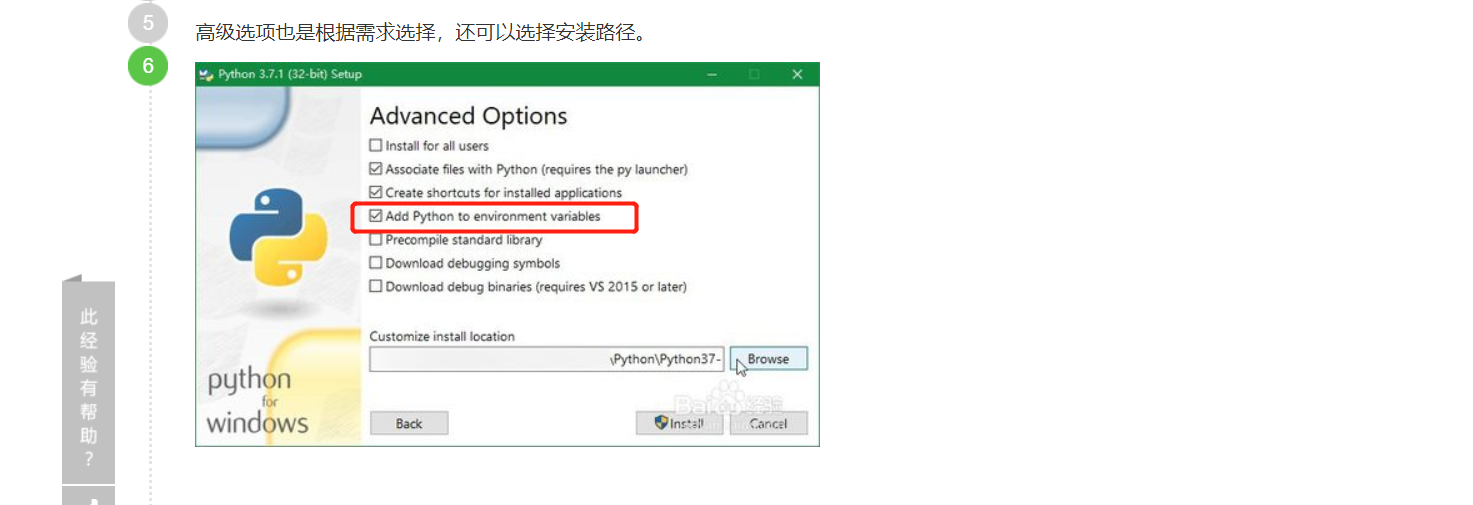 5
高级选项也是根据需求选择，还可以选择安装路径。
6
Python 3.7.1 (32-bit) Setup
Advanced Options
Install for all users
Associate files with Python (requires the py launcher)
Create shortcuts for installed applications
Add Python to environment variables
Precompile standard library
Download debugging symbols
Download debug binaries (requires VS 2015 or later)
Customize install location
\Python\Python37-
Browse
python
for
windows
Back
Install
Cancel
Baidu 经验
此经验有帮助?